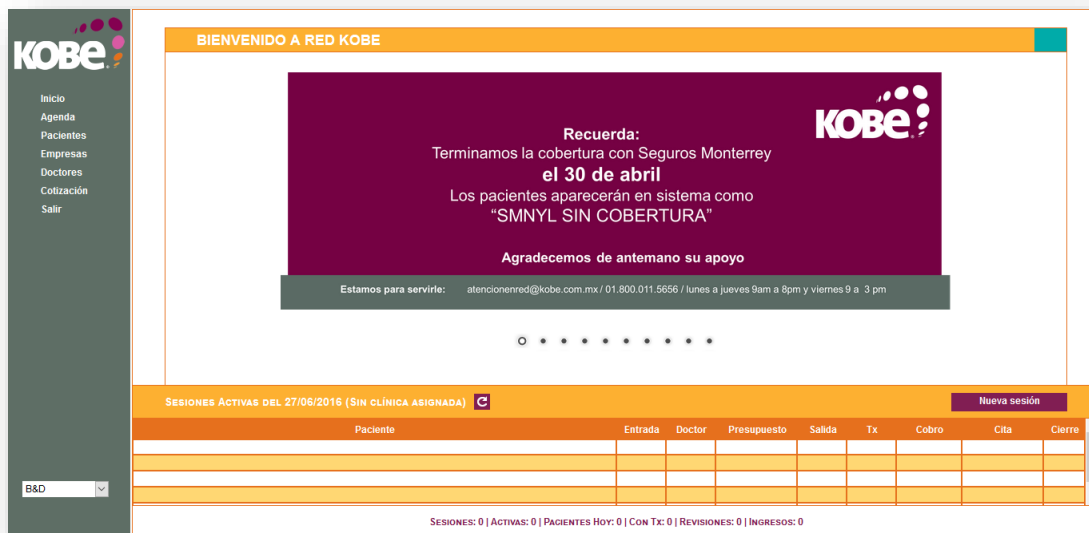 KOBe
Inicio
Agenda
Pacientes
Empresas
Doctores
Cotización
Salir
B&D
BIENVENIDO A RED KOBE
KOBe
Recuerda:
Terminamos la cobertura con Seguros Monterrey
el 30 de abril
Los pacientes aparecerán en sistema como
“SMNYL SIN COBERTURA”
Agradecemos de antemano su apoyo
Estamos para servirle: atencionenred@kobe.com.mx / 01.800.011.5656 / lunes a jueves 9am a 8pm y viernes 9 a 3 pm
Sesiones Activas del 27/06/2016 (Sin clínica asignada)
Nueva sesión
Paciente Entrada Doctor Presupuesto Salida Tx Cobro Cita Cierre
Sesiones: 0 | Activas: 0 | Pacientes Hoy: 0 | Con Tx: 0 | Revisiones: 0 | Ingresos: 0